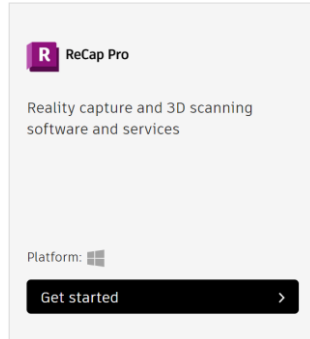 R ReCap Pro
Reality capture and 3D scanning
software and services
Platform:
Get started